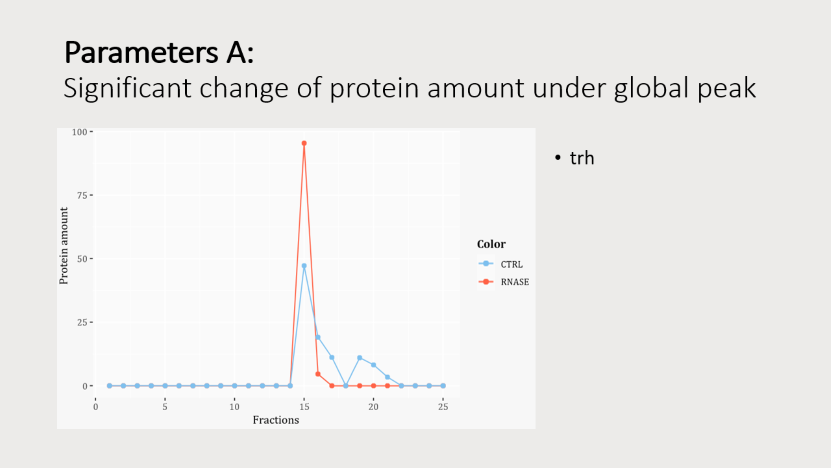 Parameters A:
Significant change of protein amount under global peak
• trh
100
75
50
25
0
Protein amount
0 5 10 15 20 25
Fractions
Color
CTRL
RNASE